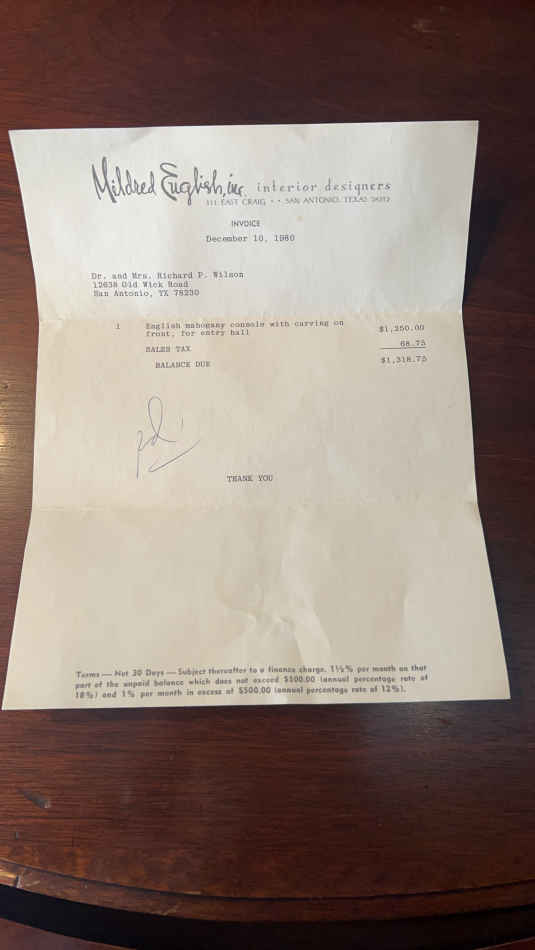 Mildred English, inc. interior designers
111 EAST CRAIG • • SAN ANTONIO, TEXAS 78212
INVOICE
December 10, 1980
Dr. and Mrs. Richard P. Wilson
12638 Old Wick Road
San Antonio, TX 78230
1 English mahogany console with carving on
front, for entry hall $1,250.00
SALES TAX 68.75
BALANCE DUE $1,318.75
pd.
THANK YOU
Terms — Net 30 Days — Subject thereafter to a finance charge. 1½% per month on that
part of the unpaid balance which does not exceed $500.00 (annual percentage rate of
18%) and 1% per month in excess of $500.00 (annual percentage rate of 12%).